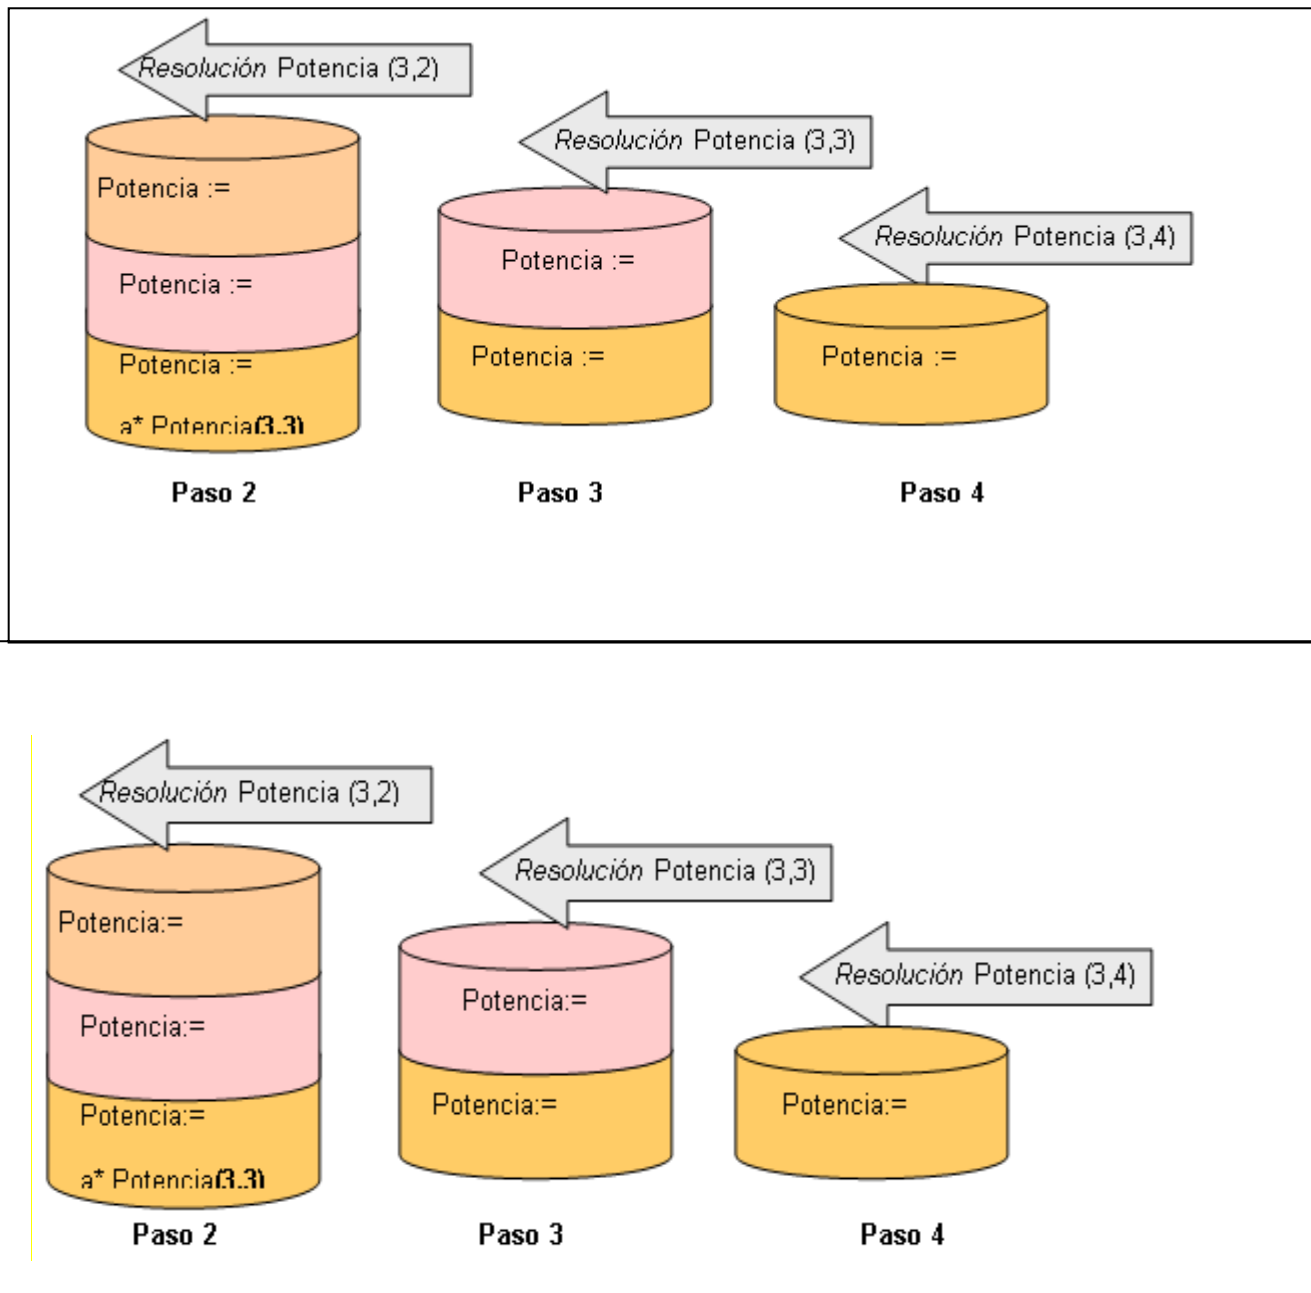 Resolución Potencia (3,2)
Resolución Potencia (3,3)
Resolución Potencia (3,4)
Potencia :=
Potencia :=
Potencia :=
a* Potencia(3,3)
Potencia :=
Potencia :=
Potencia :=
Paso 2
Paso 3
Paso 4
Resolución Potencia (3,2)
Resolución Potencia (3,3)
Resolución Potencia (3,4)
Potencia:=
Potencia:=
Potencia:=
a* Potencia(3,3)
Potencia:=
Potencia:=
Potencia:=
Paso 2
Paso 3
Paso 4